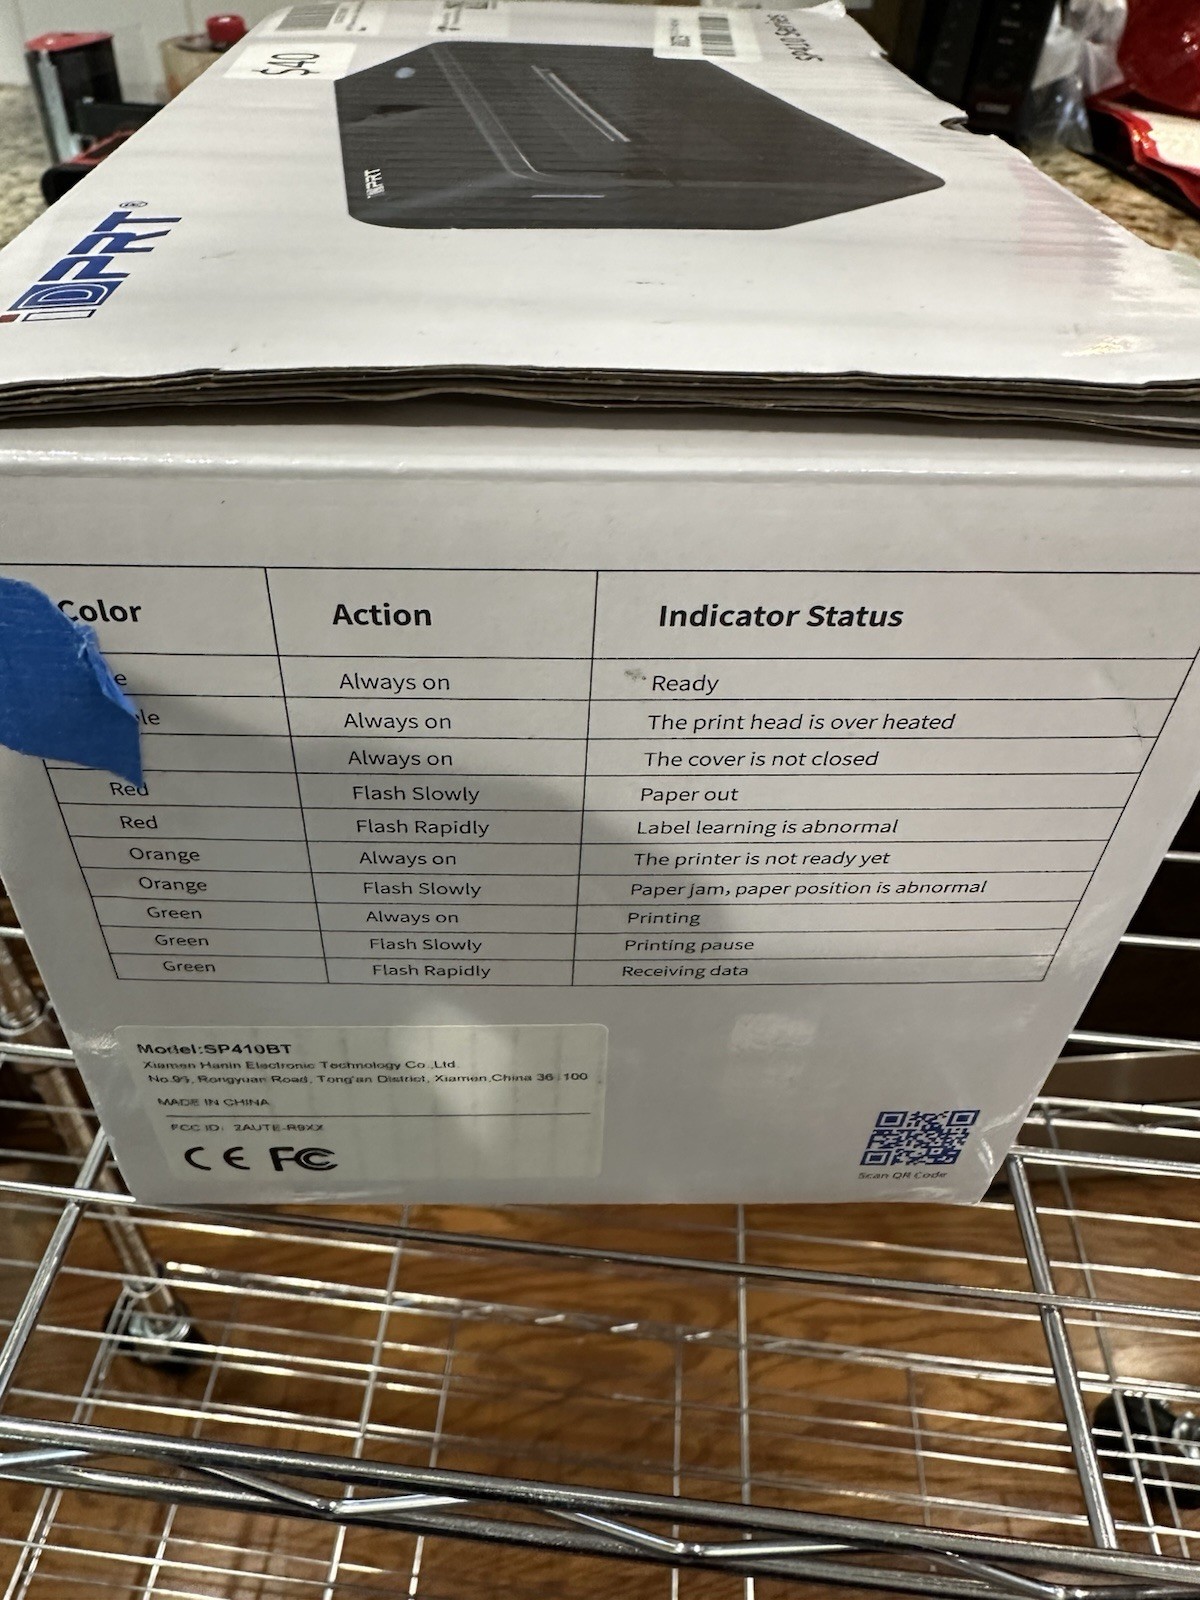 $40
SP410 Series
iDPRT
iDPRT®
Color Action Indicator Status
Always on Ready
Always on The print head is over heated
Always on The cover is not closed
Red Flash Slowly Paper out
Red Flash Rapidly Label learning is abnormal
Orange Always on The printer is not ready yet
Orange Flash Slowly Paper jam, paper position is abnormal
Green Always on Printing
Green Flash Slowly Printing pause
Green Flash Rapidly Receiving data
Model:SP410BT
Xiamen Hanin Electronic Technology Co.,Ltd.
No.95, Rongyuan Road, Tong'an District, Xiamen,China 361100
MADE IN CHINA
FCC ID: 2AUTE-R9XX
CE FC
Scan QR Code